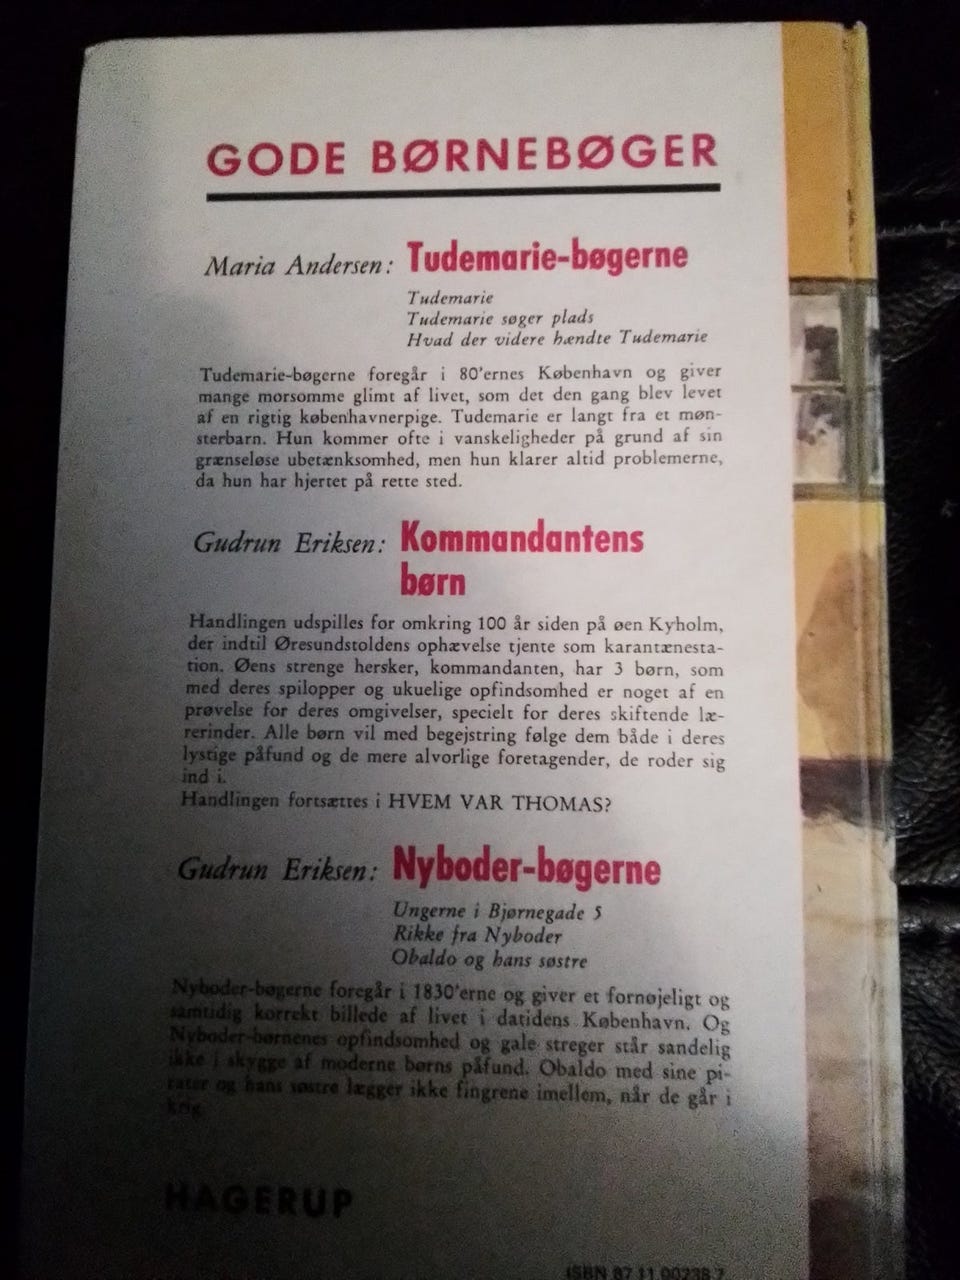 GODE BØRNEBØGER
Maria Andersen: Tudemarie-bøgerne
Tudemarie
Tudemarie søger plads
Hvad der videre hændte Tudemarie
Tudemarie-bøgerne foregår i 80'ernes København og giver
mange morsomme glimt af livet, som det den gang blev levet
af en rigtig københavnerpige. Tudemarie er langt fra et møn-
sterbarn. Hun kommer ofte i vanskeligheder på grund af sin
grænseløse ubetænksomhed, men hun klarer altid problemerne,
da hun har hjertet på rette sted.
Gudrun Eriksen: Kommandantens
børn
Handlingen udspilles for omkring 100 år siden på øen Kyholm,
der indtil Øresundstoldens ophævelse tjente som karantænesta-
tion. Øens strenge hersker, kommandanten, har 3 børn, som
med deres spilopper og ukuelige opfindsomhed er noget af en
prøvelse for deres omgivelser, specielt for deres skiftende læ-
rerinder. Alle børn vil med begejstring følge dem både i deres
lystige påfund og de mere alvorlige foretagender, de roder sig
ind i.
Handlingen fortsættes i HVEM VAR THOMAS?
Gudrun Eriksen: Nyboder-bøgerne
Ungerne i Bjørnegade 5
Rikke fra Nyboder
Obaldo og hans søstre
Nyboder-bøgerne foregår i 1830'erne og giver et fornøjeligt og
samtidig korrekt billede af livet i datidens København. Og
Nyboder-børnenes opfindsomhed og gale streger står sandelig
ikke i skygge af moderne børns påfund. Obaldo med sine pi-
rater og hans søstre lægger ikke fingrene imellem, når de går i
krig.
HAGERUP
ISBN 87 11 00238 7